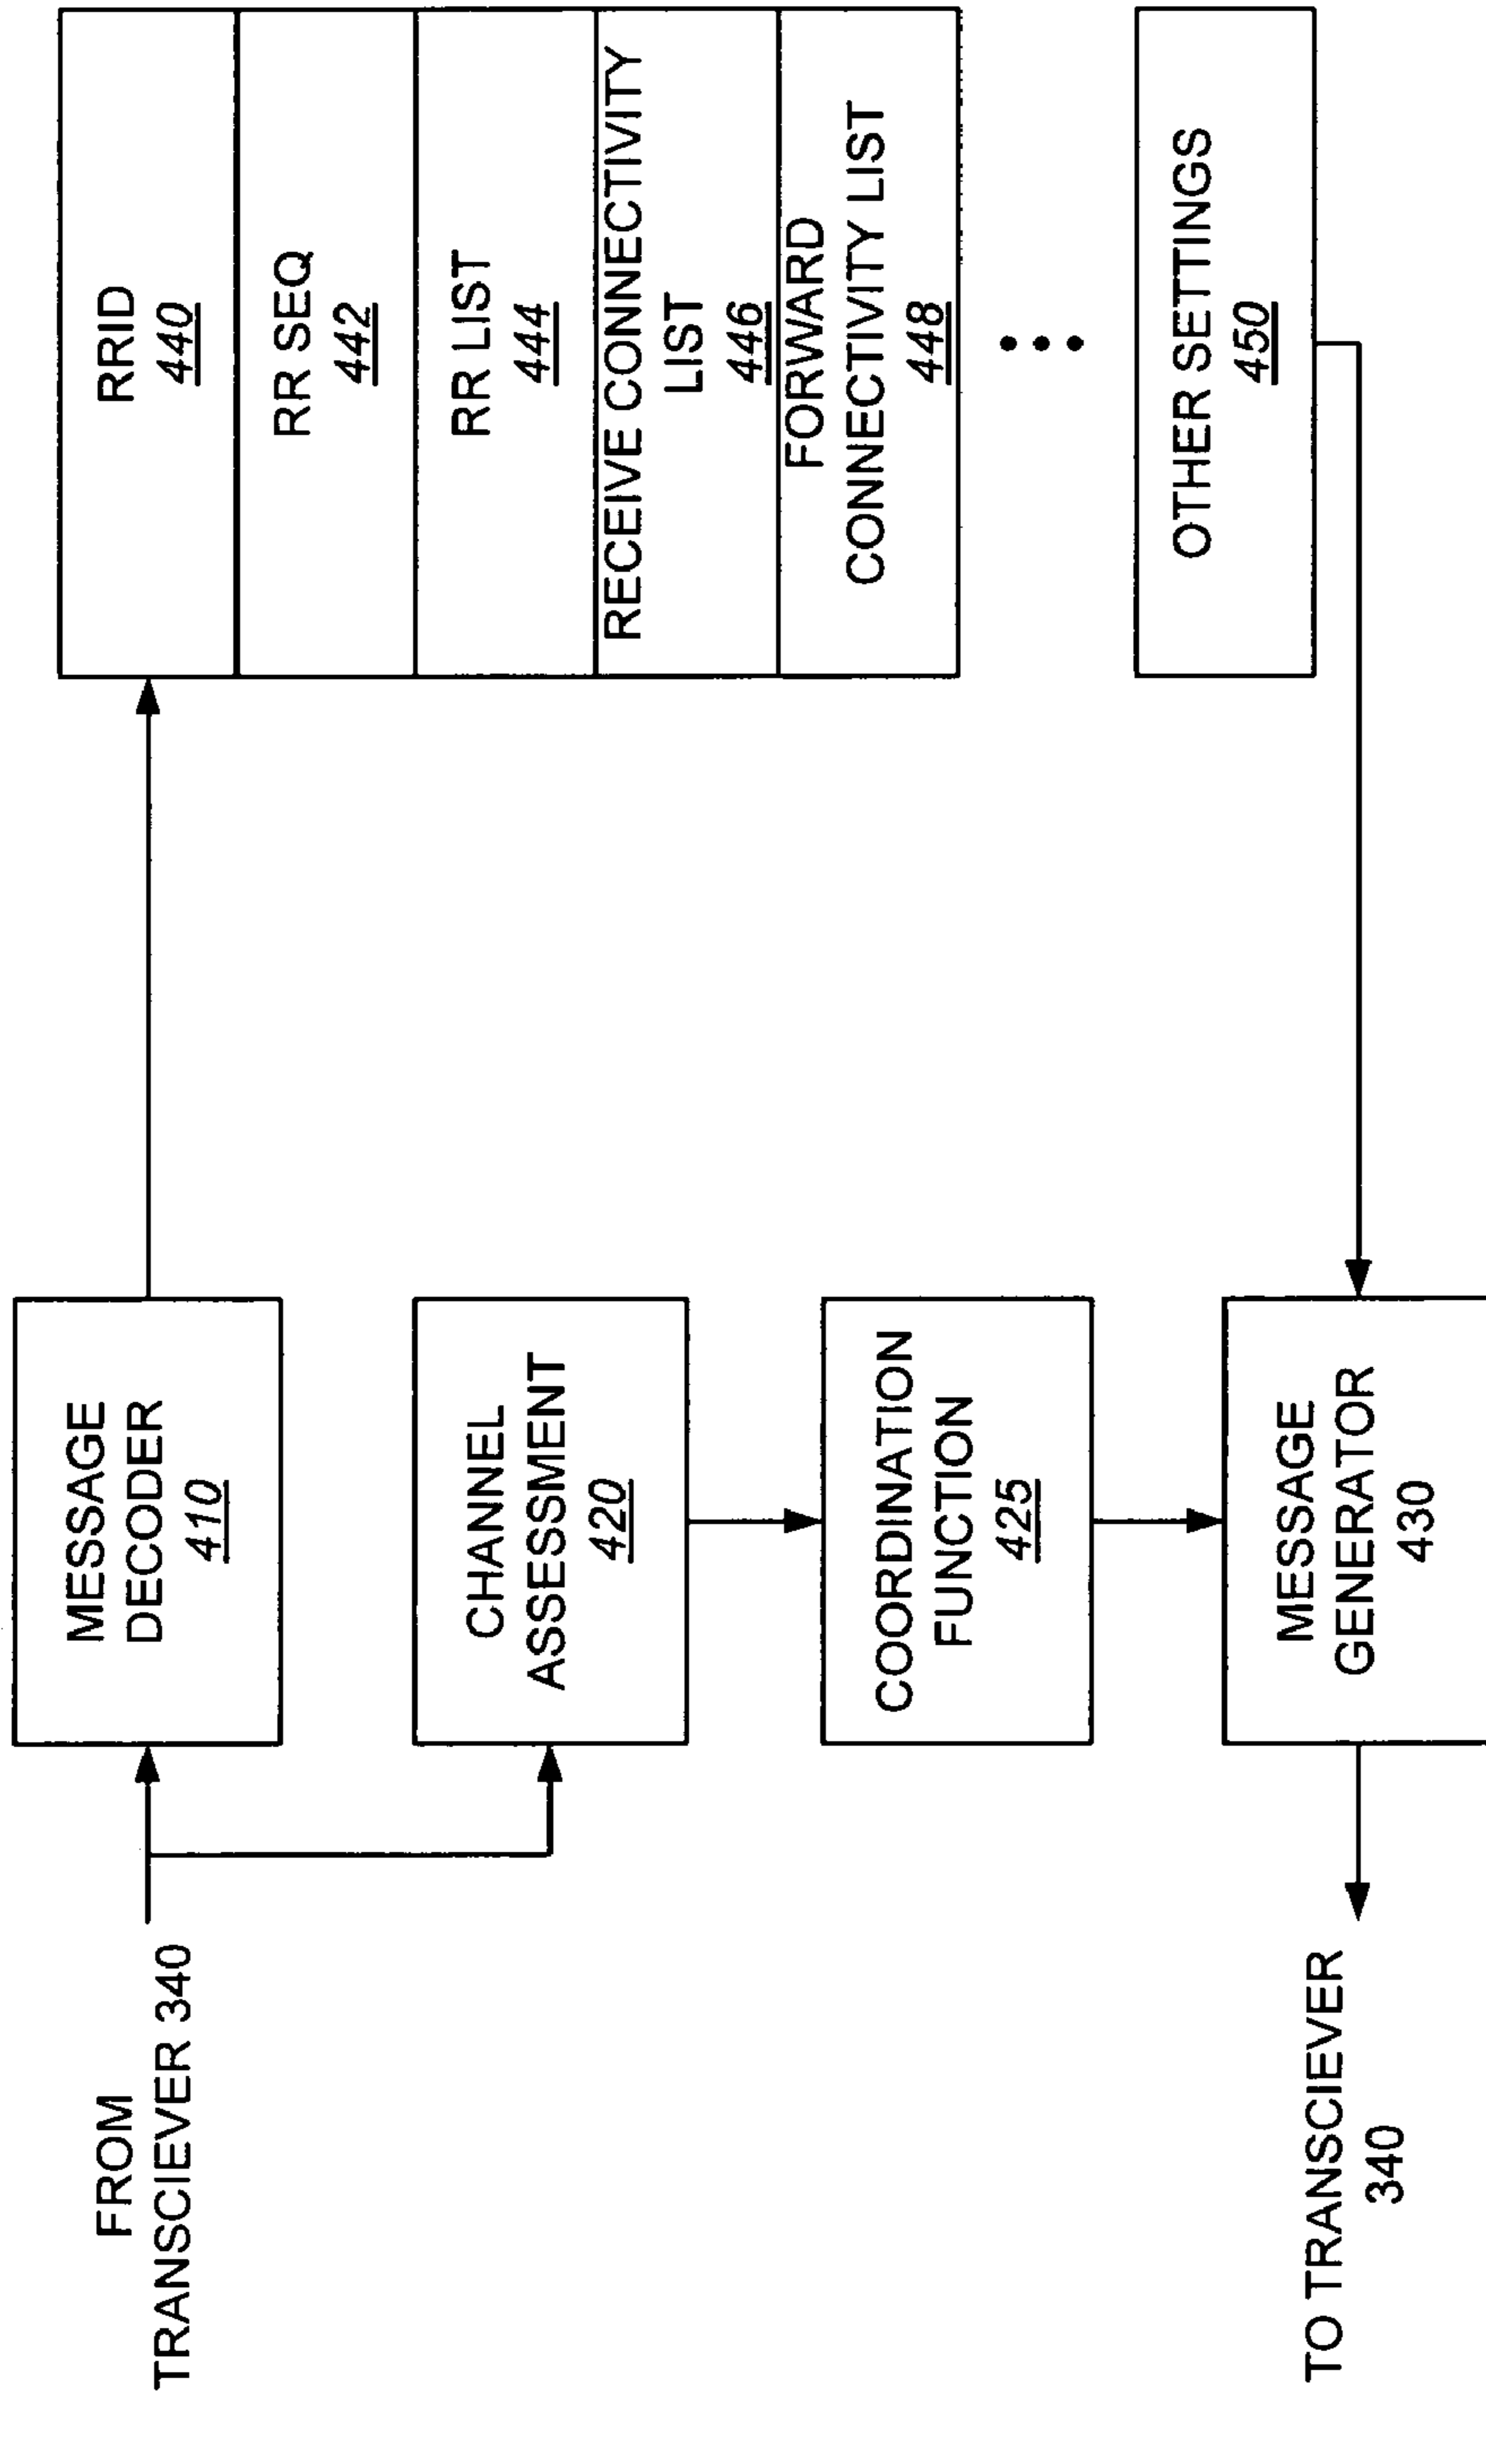 FROM
TRANSCIEVER 340
MESSAGE
DECODER
410
RRID
440
RR SEQ
442
RR LIST
444
RECEIVE CONNECTIVITY
LIST
446
FORWARD
CONNECTIVITY LIST
448
CHANNEL
ASSESSMENT
420
COORDINATION
FUNCTION
425
OTHER SETTINGS
450
MESSAGE
GENERATOR
430
TO TRANSCIEVER
340